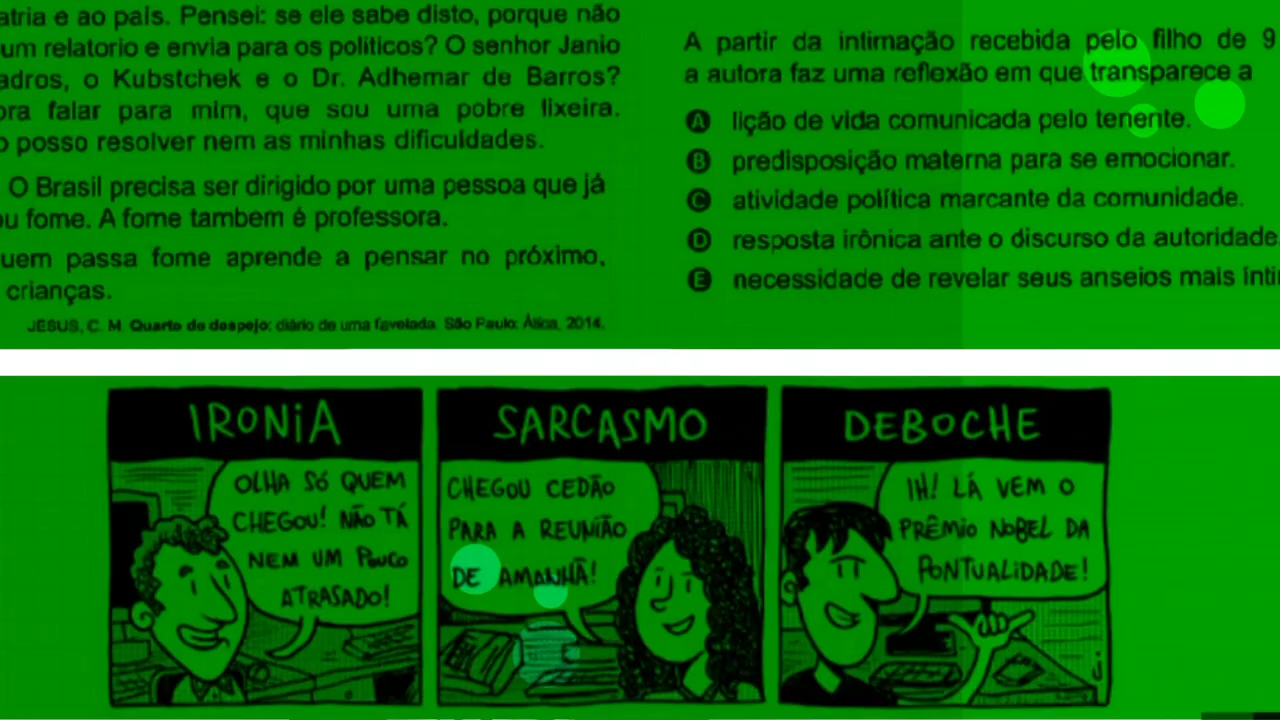 atria e ao país. Pensei: se ele sabe disto, porque não
um relatorio e envia para os politicos? O senhor Janio
adros, o Kubstchek e o Dr. Adhemar de Barros?
ora falar para mim, que sou uma pobre lixeira.
o posso resolver nem as minhas dificuldades.
O Brasil precisa ser dirigido por uma pessoa que já
ou fome. A fome tambem é professora.
uem passa fome aprende a pensar no próximo,
crianças.
JESUS, C. M. Quarto de despejo: diário de uma favelada. São Paulo: Ática, 2014.
A partir da intimação recebida pelo filho de 9
a autora faz uma reflexão em que transparece a
A lição de vida comunicada pelo tenente.
B predisposição materna para se emocionar.
C atividade política marcante da comunidade.
D resposta irônica ante o discurso da autoridade
E necessidade de revelar seus anseios mais ínti
IRONIA
OLHA SÓ QUEM
CHEGOU! NÃO TÁ
NEM UM POUCO
ATRASADO!
SARCASMO
CHEGOU CEDÃO
PARA A REUNIÃO
DE AMANHÃ!
DEBOCHE
IH! LÁ VEM O
PRÊMIO NOBEL DA
PONTUALIDADE!